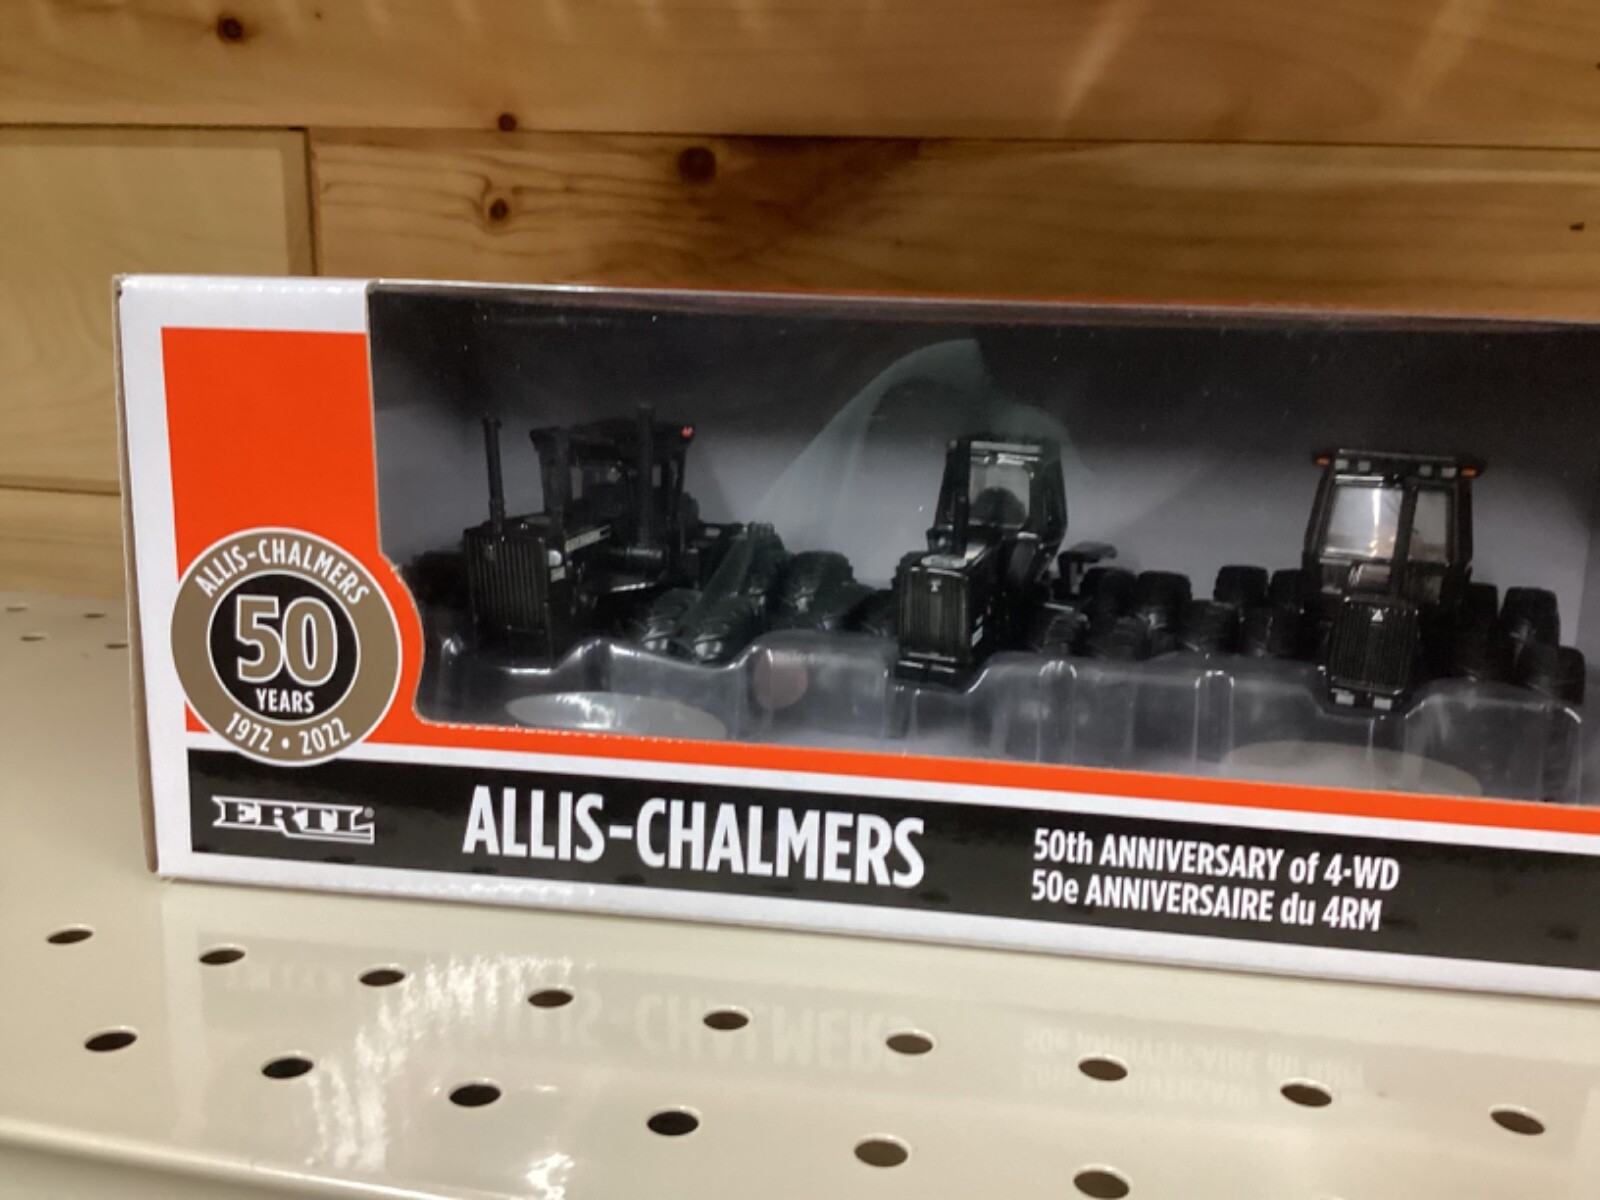 ALLIS-CHALMERS
50
YEARS
1972 • 2022
ERTL®
ALLIS-CHALMERS
50th ANNIVERSARY of 4-WD
50e ANNIVERSAIRE du 4RM